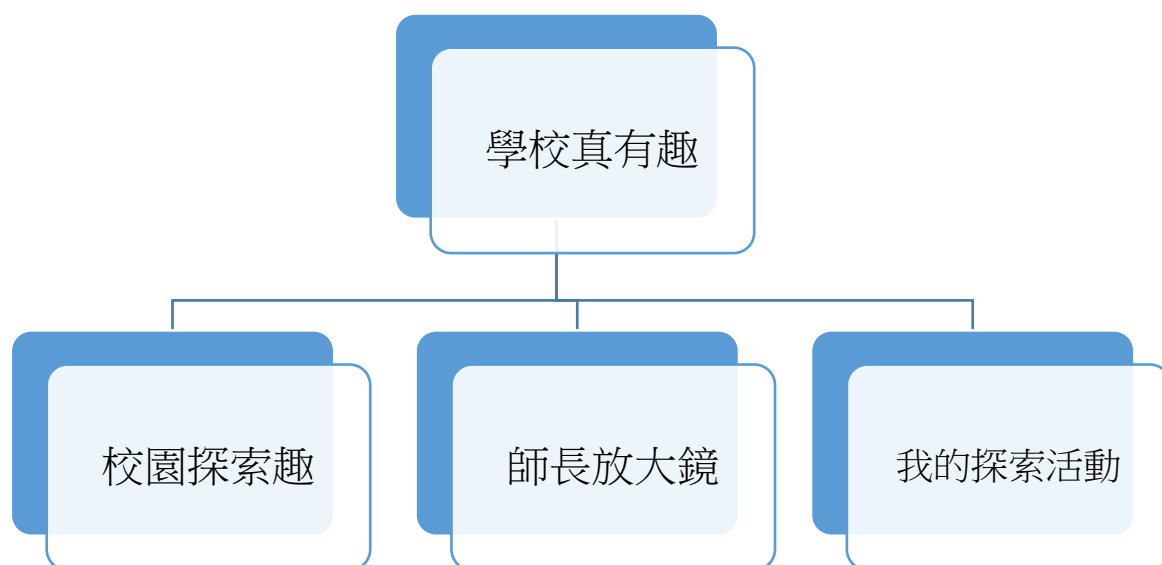 學校真有趣
校園探索趣
師長放大鏡
我的探索活動